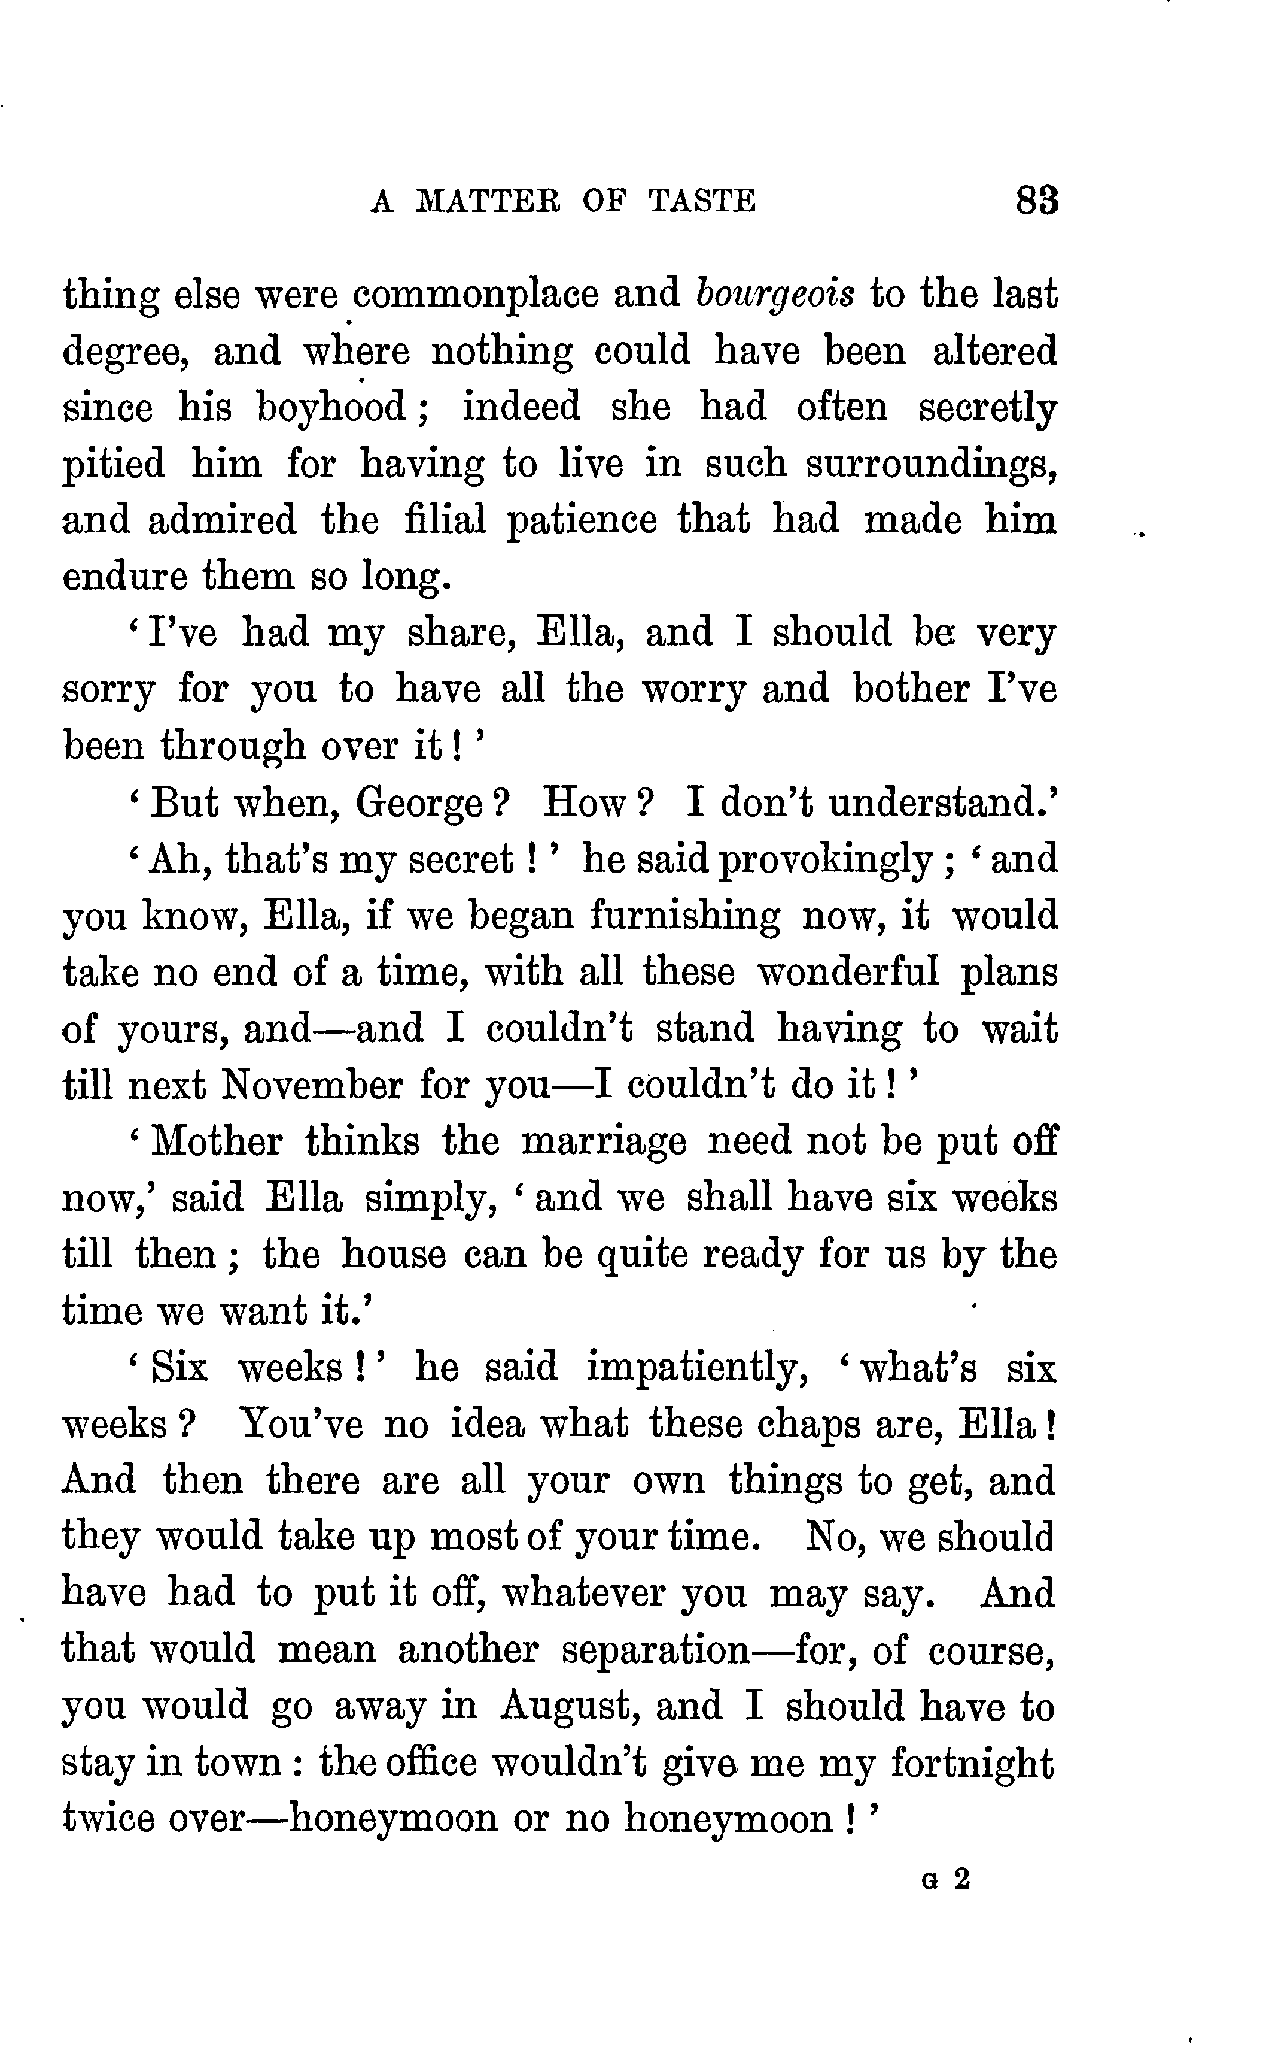 A MATTER OF TASTE 83
thing else were commonplace and bourgeois to the last
degree, and where nothing could have been altered
since his boyhood ; indeed she had often secretly
pitied him for having to live in such surroundings,
and admired the filial patience that had made him
endure them so long.
‘ I’ve had my share, Ella, and I should be very
sorry for you to have all the worry and bother I’ve
been through over it ! ’
‘ But when, George ? How ? I don’t understand.’
‘ Ah, that’s my secret ! ’ he said provokingly ; ‘ and
you know, Ella, if we began furnishing now, it would
take no end of a time, with all these wonderful plans
of yours, and—and I couldn’t stand having to wait
till next November for you—I couldn’t do it ! ’
‘ Mother thinks the marriage need not be put off
now,’ said Ella simply, ‘ and we shall have six weeks
till then ; the house can be quite ready for us by the
time we want it.’
‘ Six weeks ! ’ he said impatiently, ‘ what’s six
weeks ? You’ve no idea what these chaps are, Ella !
And then there are all your own things to get, and
they would take up most of your time. No, we should
have had to put it off, whatever you may say. And
that would mean another separation—for, of course,
you would go away in August, and I should have to
stay in town : the office wouldn’t give me my fortnight
twice over—honeymoon or no honeymoon ! ’
G 2